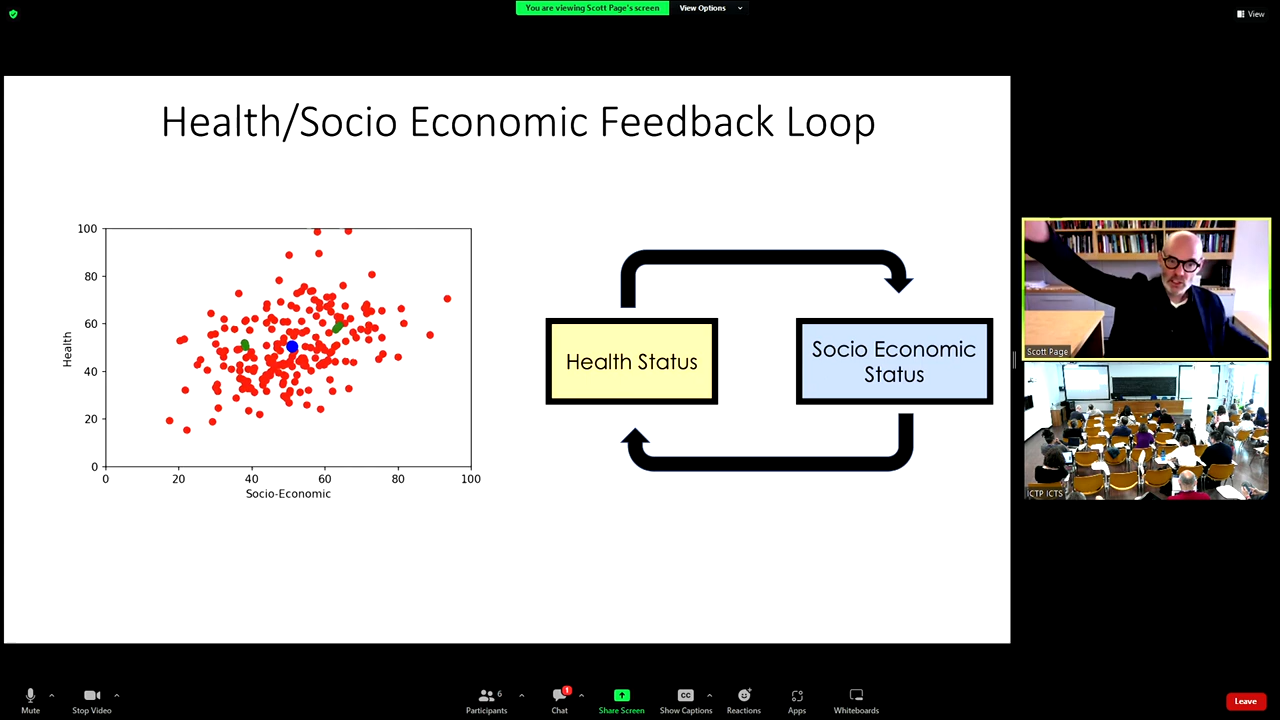 You are viewing Scott Page's screen
View Options
View
Health/Socio Economic Feedback Loop
100
80
60
40
20
0
Health
0 20 40 60 80 100
Socio-Economic
Health Status
Socio Economic
Status
Scott Page
ICTP ICTS
Mute
Stop Video
6
Participants
1
Chat
Share Screen
CC
Show Captions
Reactions
Apps
Whiteboards
Leave